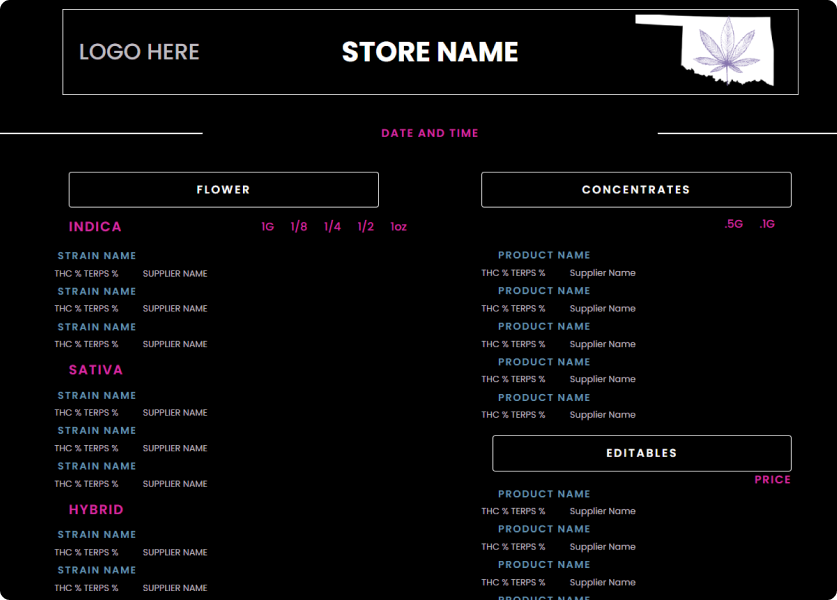 LOGO HERE
STORE NAME
DATE AND TIME
FLOWER
INDICA 1G 1/8 1/4 1/2 1oz
STRAIN NAME
THC % TERPS % SUPPLIER NAME
STRAIN NAME
THC % TERPS % SUPPLIER NAME
STRAIN NAME
THC % TERPS % SUPPLIER NAME
SATIVA
STRAIN NAME
THC % TERPS % SUPPLIER NAME
STRAIN NAME
THC % TERPS % SUPPLIER NAME
STRAIN NAME
THC % TERPS % SUPPLIER NAME
HYBRID
STRAIN NAME
THC % TERPS % SUPPLIER NAME
STRAIN NAME
THC % TERPS % SUPPLIER NAME
CONCENTRATES
.5G .1G
PRODUCT NAME
THC % TERPS % Supplier Name
PRODUCT NAME
THC % TERPS % Supplier Name
PRODUCT NAME
THC % TERPS % Supplier Name
PRODUCT NAME
THC % TERPS % Supplier Name
PRODUCT NAME
THC % TERPS % Supplier Name
EDITABLES
PRICE
PRODUCT NAME
THC % TERPS % Supplier Name
PRODUCT NAME
THC % TERPS % Supplier Name
PRODUCT NAME
THC % TERPS % Supplier Name
PRODUCT NAME